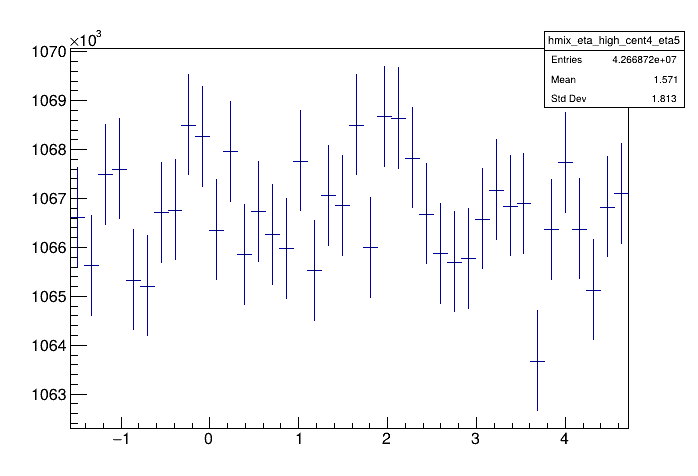 ×10³
hmix_eta_high_cent4_eta5
Entries 4.266872e+07
Mean 1.571
Std Dev 1.813
1070
1069
1068
1067
1066
1065
1064
1063
−1 0 1 2 3 4